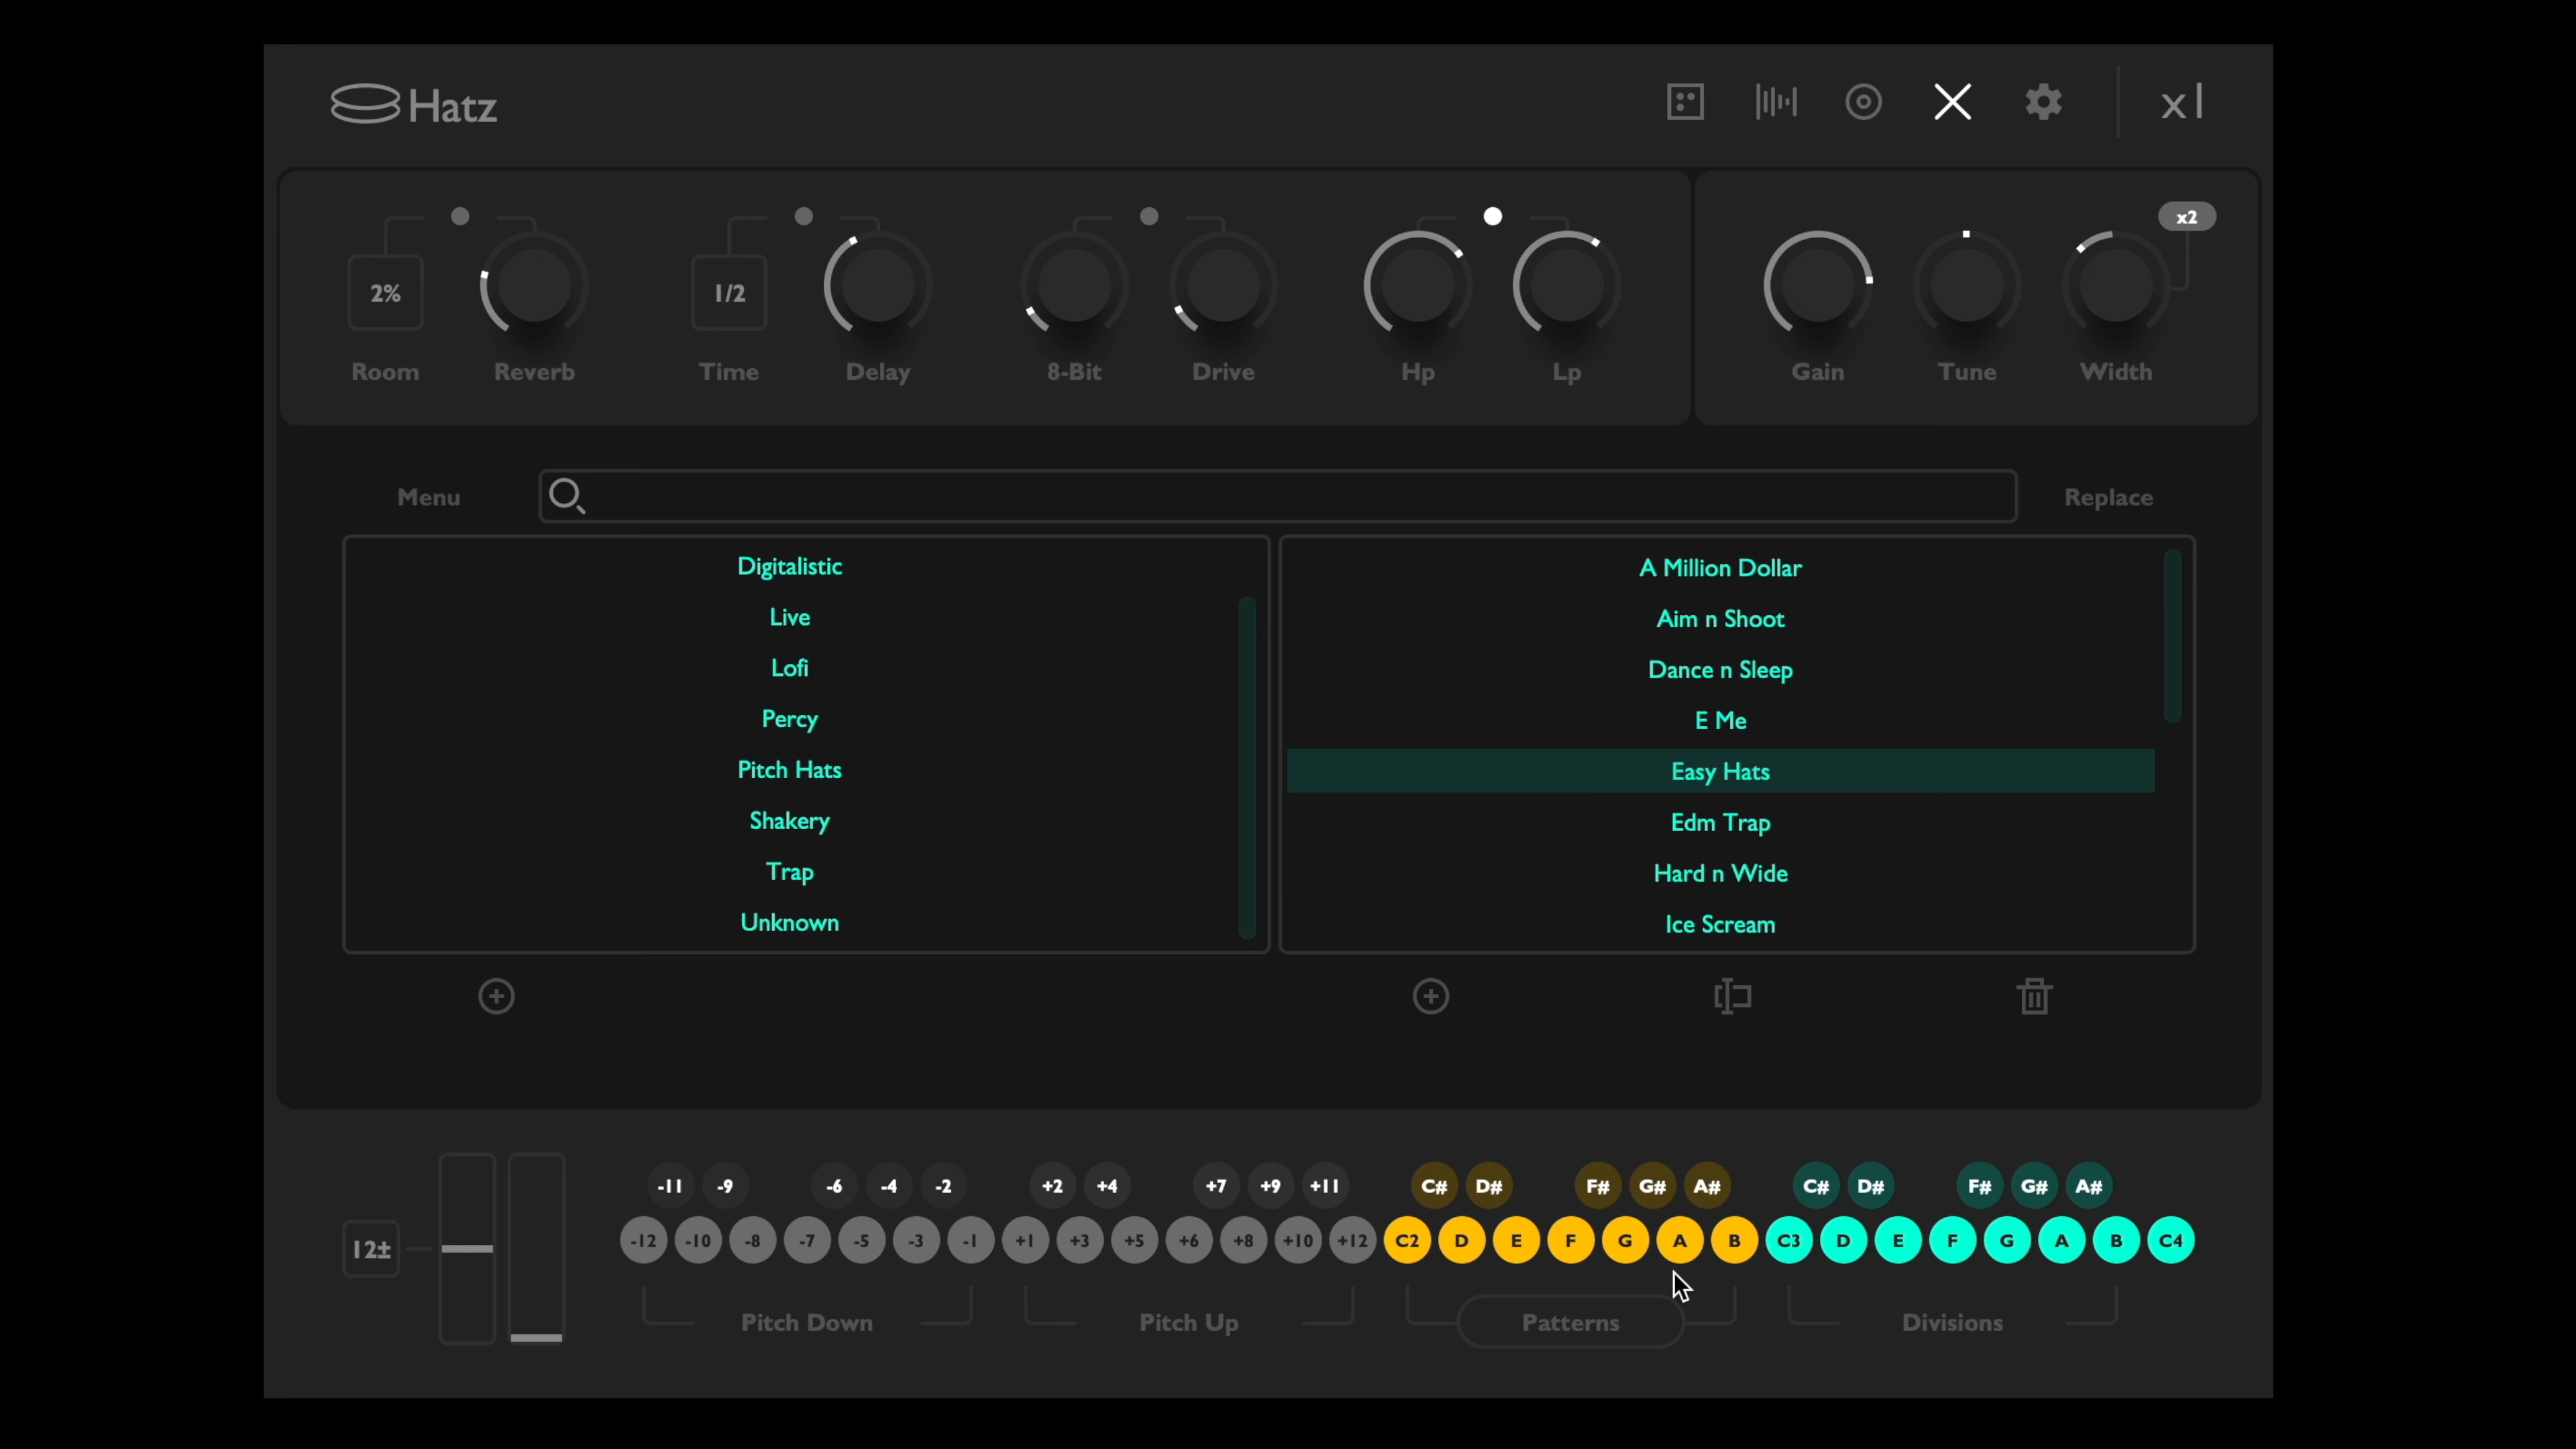 Hatz
xl
x2
2%
1/2
Room Reverb Time Delay 8-Bit Drive Hp Lp Gain Tune Width
Menu
Replace
Digitalistic
Live
Lofi
Percy
Pitch Hats
Shakery
Trap
Unknown
A Million Dollar
Aim n Shoot
Dance n Sleep
E Me
Easy Hats
Edm Trap
Hard n Wide
Ice Scream
-11 -9 -6 -4 -2 +2 +4 +7 +9 +11 C# D# F# G# A# C# D# F# G# A#
12±
-12 -10 -8 -7 -5 -3 -1 +1 +3 +5 +6 +8 +10 +12 C2 D E F G A B C3 D E F G A B C4
Pitch Down Pitch Up Patterns Divisions